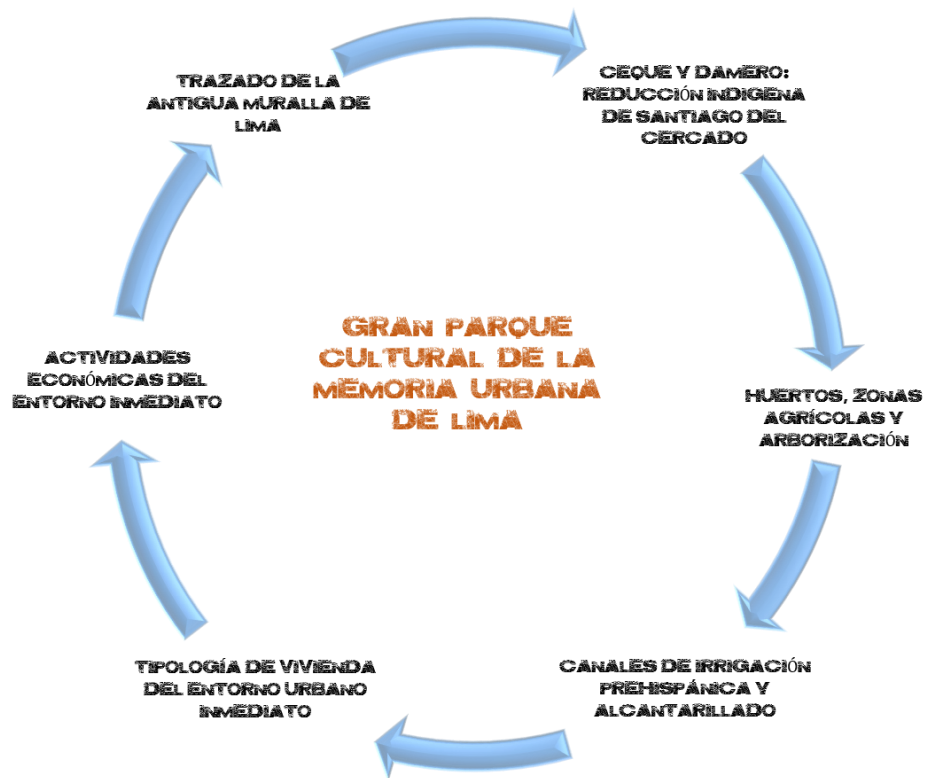 TRAZADO DE LA
ANTIGUA MURALLA DE
LIMA
CEQUE Y DAMERO:
REDUCCIÓN INDIGENA
DE SANTIAGO DEL
CERCADO
GRAN PARQUE
CULTURAL DE LA
MEMORIA URBANA
DE LIMA
ACTIVIDADES
ECONÓMICAS DEL
ENTORNO INMEDIATO
HUERTOS, ZONAS
AGRÍCOLAS Y
ARBORIZACIÓN
TIPOLOGÍA DE VIVIENDA
DEL ENTORNO URBANO
INMEDIATO
CANALES DE IRRIGACIÓN
PREHISPÁNICA Y
ALCANTARILLADO